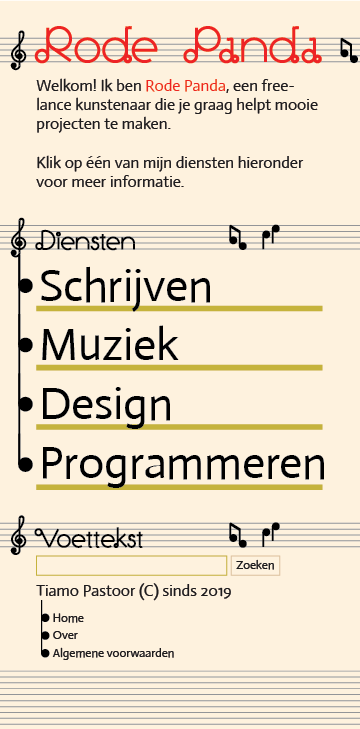 Rode Panda
Welkom! Ik ben Rode Panda, een free-
lance kunstenaar die je graag helpt mooie
projecten te maken.
Klik op één van mijn diensten hieronder
voor meer informatie.
Diensten
Schrijven
Muziek
Design
Programmeren
Voettekst
Zoeken
Tiamo Pastoor (C) sinds 2019
Home
Over
Algemene voorwaarden